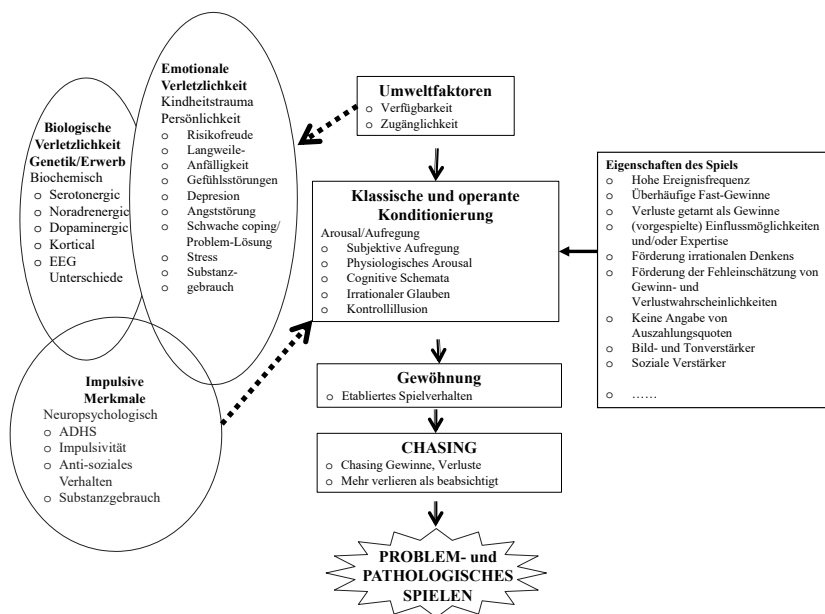 Emotionale
Verletzlichkeit
Kindheitstrauma
Persönlichkeit
o Risikofreude
o Langweile-
o Anfälligkeit
o Gefühlsstörungen
o Depresion
o Angststörung
o Schwache coping/
Problem-Lösung
o Stress
o Substanz-
o gebrauch
Biologische
Verletzlichkeit
Genetik/Erwerb
Biochemisch
o Serotonergic
o Noradrenergic
o Dopaminergic
o Kortical
o EEG
Unterschiede
Impulsive
Merkmale
Neuropsychologisch
o ADHS
o Impulsivität
o Anti-soziales
Verhalten
o Substanzgebrauch
Umweltfaktoren
o Verfügbarkeit
o Zugänglichkeit
Klassische und operante
Konditionierung
Arousal/Aufregung
o Subjektive Aufregung
o Physiologisches Arousal
o Cognitive Schemata
o Irrationaler Glauben
o Kontrollillusion
Gewöhnung
o Etabliertes Spielverhalten
CHASING
o Chasing Gewinne, Verluste
o Mehr verlieren als beabsichtigt
PROBLEM- und
PATHOLOGISCHES
SPIELEN
Eigenschaften des Spiels
o Hohe Ereignisfrequenz
o Überhäufige Fast-Gewinne
o Verluste getarnt als Gewinne
o (vorgespielte) Einflussmöglichkeiten
und/oder Expertise
o Förderung irrationalen Denkens
o Förderung der Fehleinschätzung von
Gewinn- und
Verlustwahrscheinlichkeiten
o Keine Angabe von
Auszahlungsquoten
o Bild- und Tonverstärker
o Soziale Verstärker
o ……